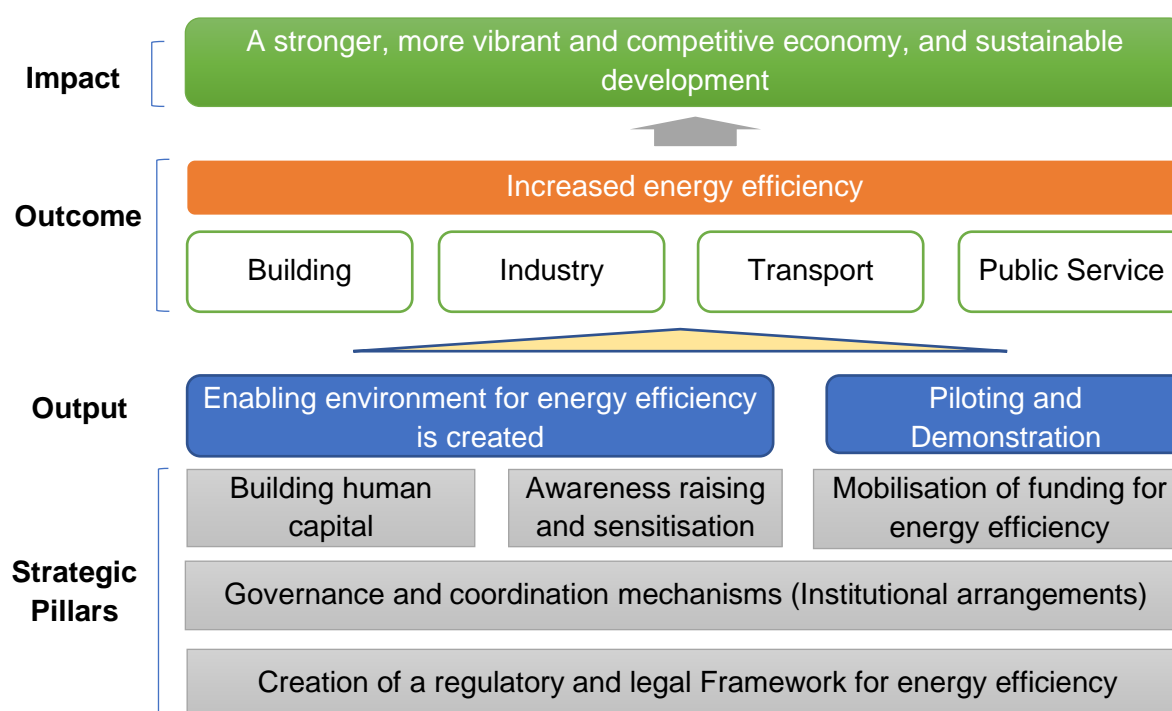 A stronger, more vibrant and competitive economy, and sustainable
development
Impact
Increased energy efficiency
Outcome
Building
Industry
Transport
Public Service
Output
Enabling environment for energy efficiency
is created
Piloting and
Demonstration
Building human
capital
Awareness raising
and sensitisation
Mobilisation of funding for
energy efficiency
Strategic
Pillars
Governance and coordination mechanisms (Institutional arrangements)
Creation of a regulatory and legal Framework for energy efficiency